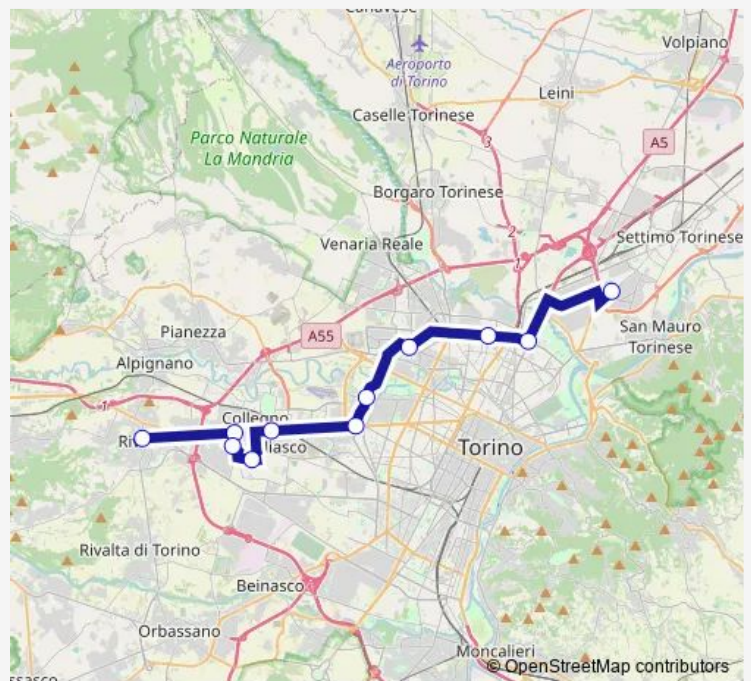 Volpiano
Aeroporto
di Torino
Leini
Caselle Torinese
3
A5
Parco Naturale
La Mandria
Borgaro Torinese
2
Settimo Torinese
Venaria Reale
1
San Mauro
Torinese
Pianezza
A55
Alpignano
1
Collegno
Torino
Rivalta di Torino
Beinasco
Orbassano
Moncalieri
© OpenStreetMap contributors